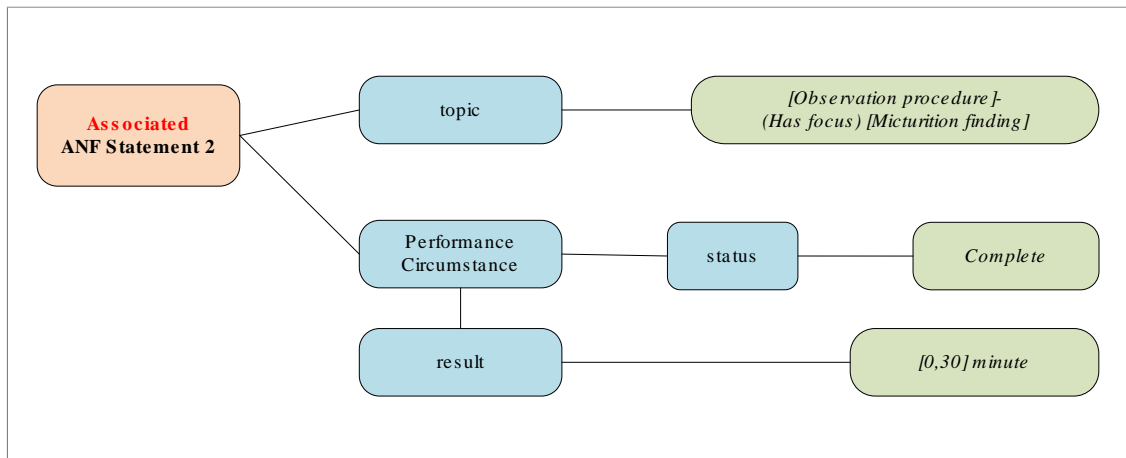 Associated
ANF Statement 2
topic
[Observation procedure]-
(Has focus) [Micturition finding]
Performance
Circumstance
status
Complete
result
[0,30] minute